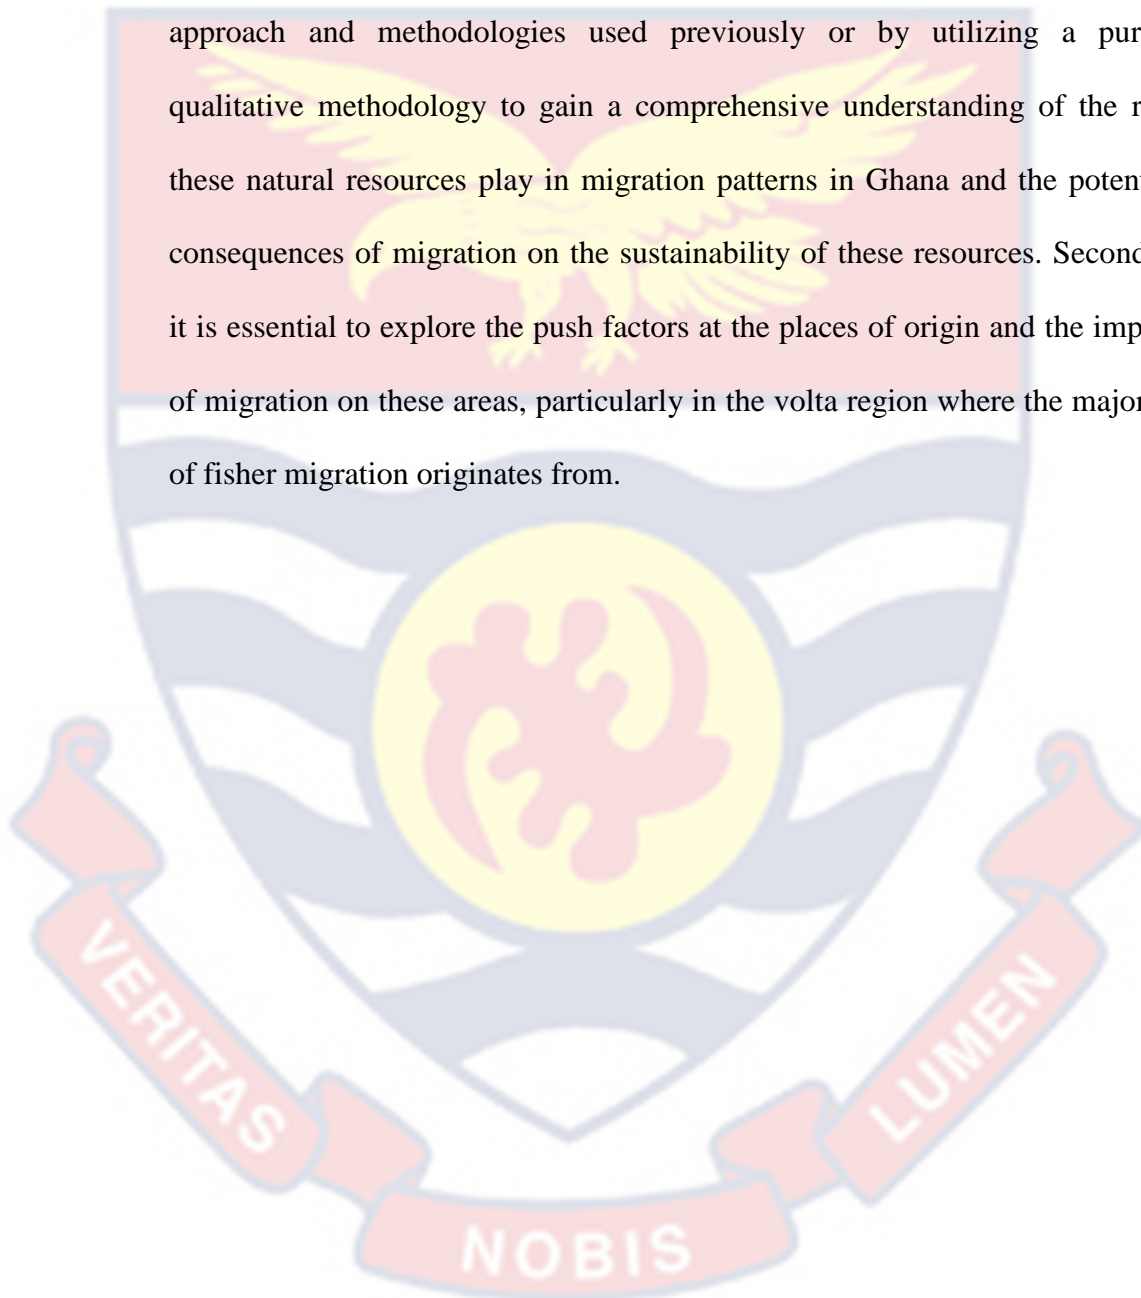 approach and methodologies used previously or by utilizing a pur
qualitative methodology to gain a comprehensive understanding of the r
these natural resources play in migration patterns in Ghana and the potent
consequences of migration on the sustainability of these resources. Second
it is essential to explore the push factors at the places of origin and the imp
of migration on these areas, particularly in the volta region where the major
of fisher migration originates from.
VERITAS
NOBIS
LUMEN